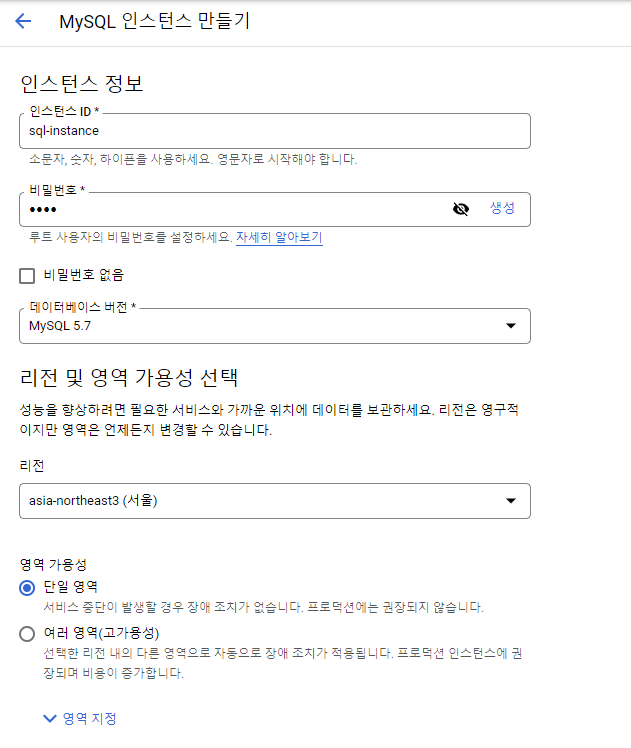 MySQL 인스턴스 만들기
인스턴스 정보
인스턴스 ID *
sql-instance
소문자, 숫자, 하이픈을 사용하세요. 영문자로 시작해야 합니다.
비밀번호 *
••••
생성
루트 사용자의 비밀번호를 설정하세요. 자세히 알아보기
비밀번호 없음
데이터베이스 버전 *
MySQL 5.7
리전 및 영역 가용성 선택
성능을 향상하려면 필요한 서비스와 가까운 위치에 데이터를 보관하세요. 리전은 영구적
이지만 영역은 언제든지 변경할 수 있습니다.
리전
asia-northeast3 (서울)
영역 가용성
단일 영역
서비스 중단이 발생할 경우 장애 조치가 없습니다. 프로덕션에는 권장되지 않습니다.
여러 영역(고가용성)
선택한 리전 내의 다른 영역으로 자동으로 장애 조치가 적용됩니다. 프로덕션 인스턴스에 권
장되며 비용이 증가합니다.
영역 지정